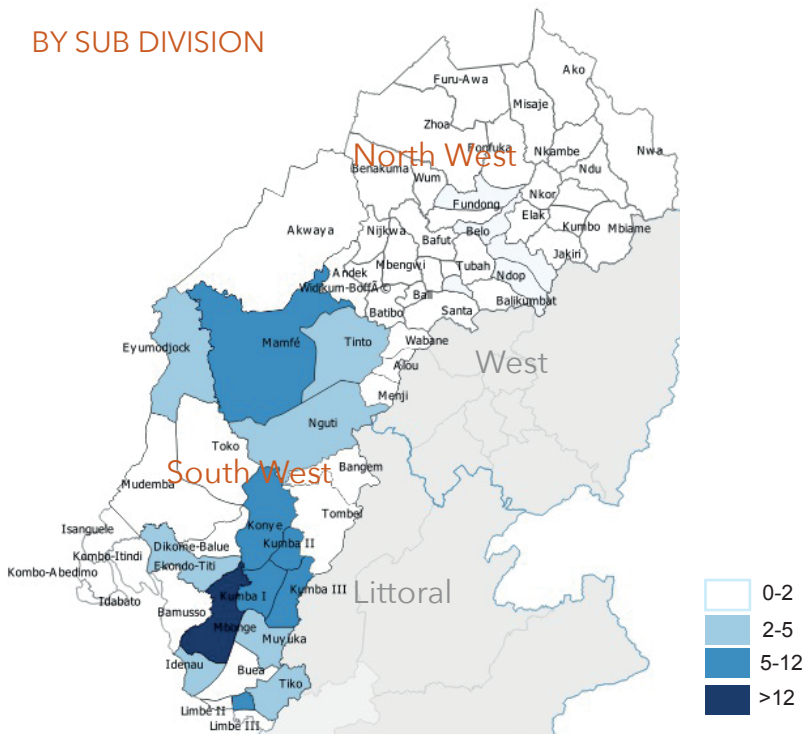 BY SUB DIVISION
Ako
Furu-Awa
Misaje
Zhoa
Fonfuka
Nkambe
Nwa
North West
Benakuma
Wum
Ndu
Nkor
Fundong
Elak
Kumbo
Mbiame
Akwaya
Nijkwa
Bafut
Belo
Jakiri
Andek
Mbengwi
Tubah
Ndop
Widikum-BoffÃ©
Bali
Balikumbat
Batibo
Santa
Eyumodjock
Mamfé
Tinto
Wabane
Alou
West
Menji
Nguti
Toko
Bangem
South West
Mudemba
Tombel
Isanguele
Konye
Kombo-Itindi
Dikome-Balue
Kumba II
Kombo-Abedimo
Ekondo-Titi
Kumba III
Littoral
Idabato
Kumba I
Bamusso
Mbonge
Muyuka
Idenau
Buea
Tiko
Limbe II
Limbe III
0-2
2-5
5-12
>12